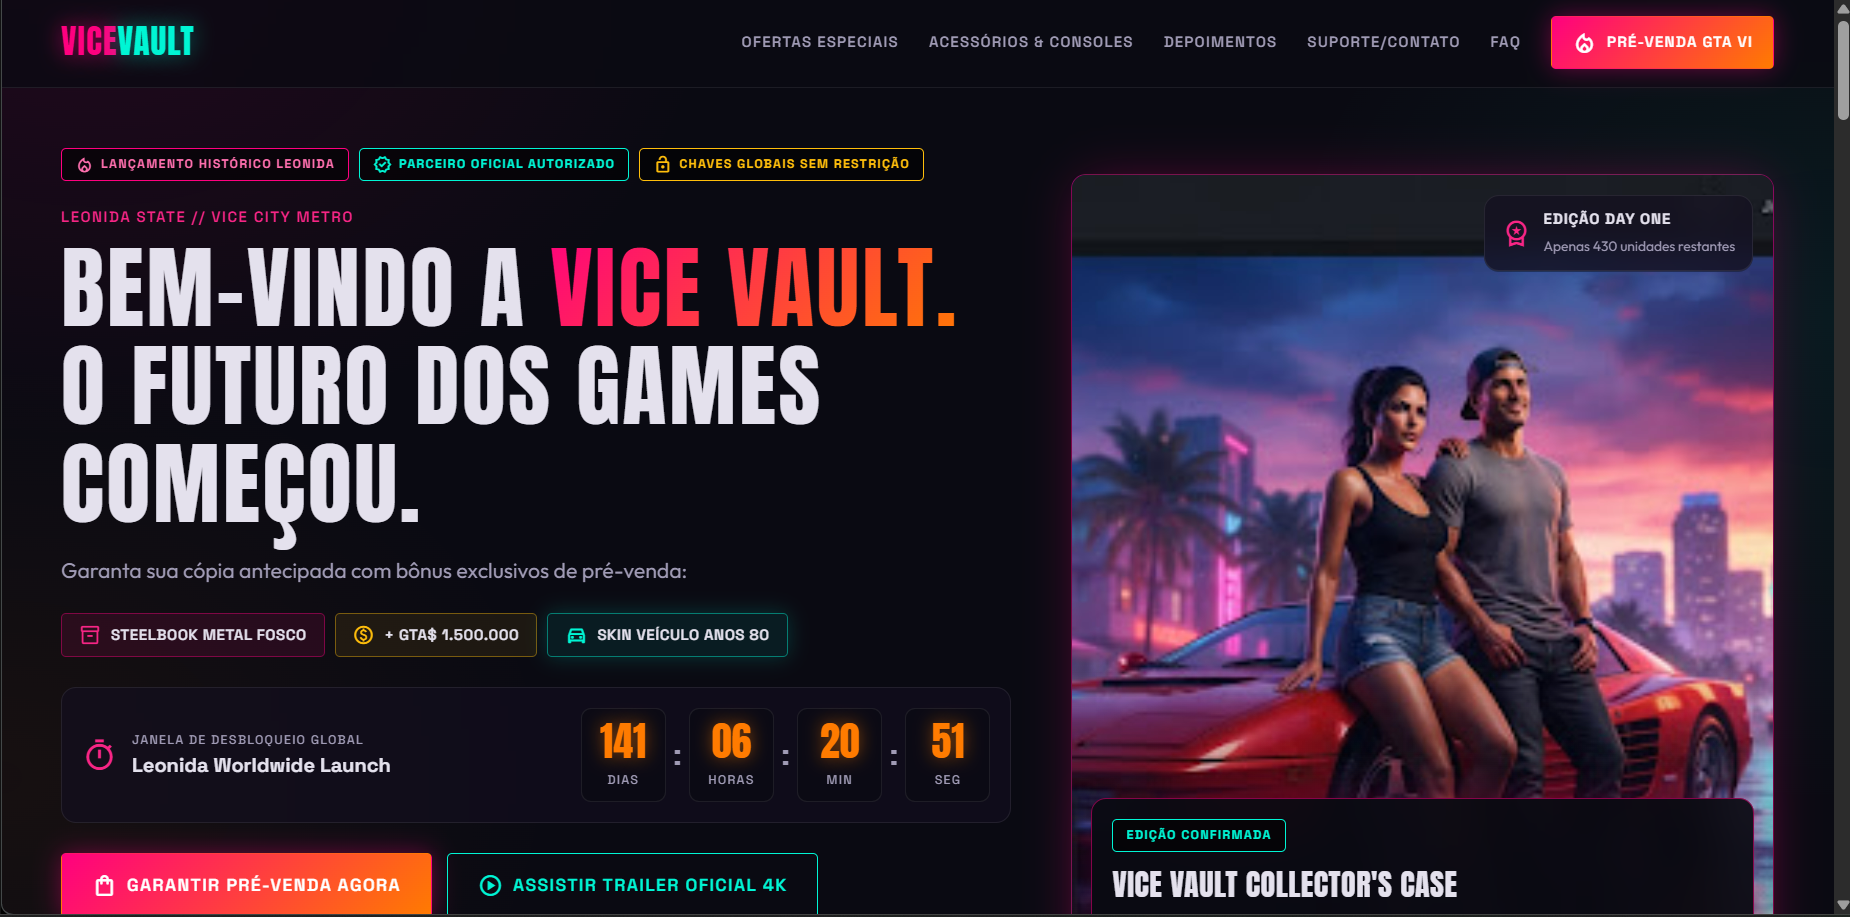 VICEVAULT
OFERTAS ESPECIAIS
ACESSÓRIOS & CONSOLES
DEPOIMENTOS
SUPORTE/CONTATO
FAQ
PRÉ-VENDA GTA VI
LANÇAMENTO HISTÓRICO LEONIDA
PARCEIRO OFICIAL AUTORIZADO
CHAVES GLOBAIS SEM RESTRIÇÃO
LEONIDA STATE // VICE CITY METRO
BEM-VINDO A VICE VAULT.
O FUTURO DOS GAMES
COMEÇOU.
Garanta sua cópia antecipada com bônus exclusivos de pré-venda:
STEELBOOK METAL FOSCO
+ GTA$ 1.500.000
SKIN VEÍCULO ANOS 80
JANELA DE DESBLOQUEIO GLOBAL
Leonida Worldwide Launch
141 : 06 : 20 : 51
DIAS HORAS MIN SEG
GARANTIR PRÉ-VENDA AGORA
ASSISTIR TRAILER OFICIAL 4K
EDIÇÃO DAY ONE
Apenas 430 unidades restantes
EDIÇÃO CONFIRMADA
VICE VAULT COLLECTOR'S CASE